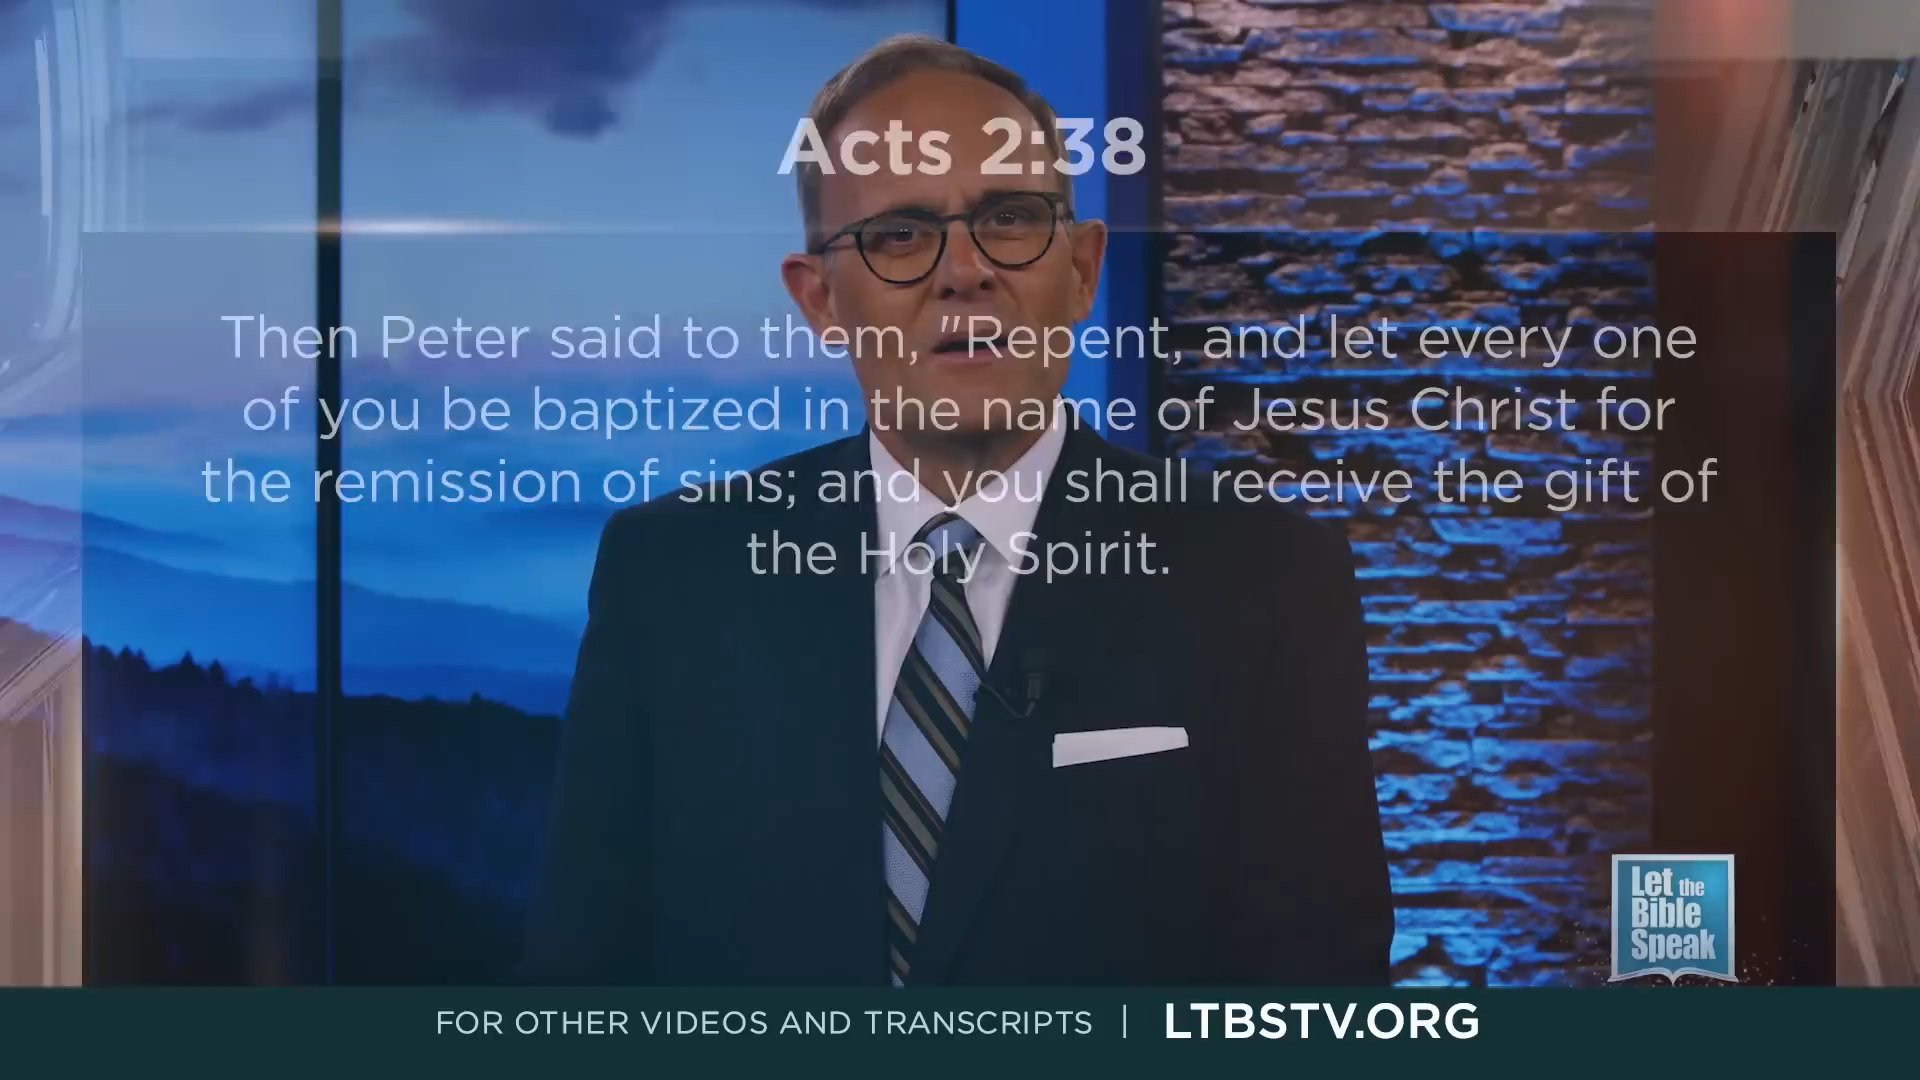 Acts 2:38
Then Peter said to them, "Repent, and let every one
of you be baptized in the name of Jesus Christ for
the remission of sins; and you shall receive the gift of
the Holy Spirit.
Let the
Bible
Speak
FOR OTHER VIDEOS AND TRANSCRIPTS | LTBSTV.ORG